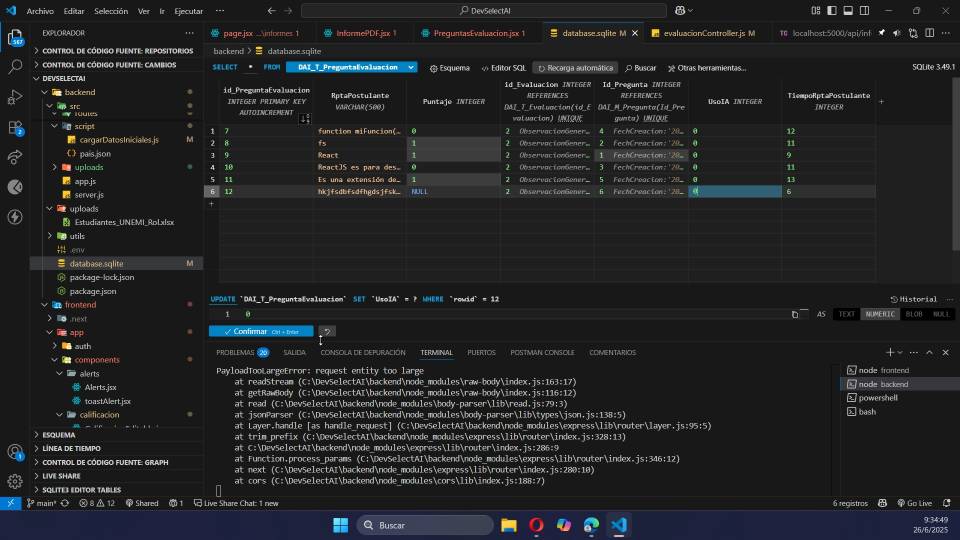 Archivo Editar Selección Ver Ir Ejecutar ··· DevSelectAI
EXPLORADOR ···
page.jsx ...\informes 1 InformePDF.jsx 1 PreguntasEvaluacion.jsx 1 database.sqlite M evaluacionController.js M localhost:5000/api/inf
CONTROL DE CÓDIGO FUENTE: REPOSITORIOS
CONTROL DE CÓDIGO FUENTE: CAMBIOS
DEVSELECTAI
backend
src
routes
script
cargarDatosIniciales.js M
pais.json
uploads
app.js
server.js
uploads
Estudiantes_UNEMI_Rol.xlsx
utils
.env
database.sqlite M
package-lock.json
package.json
frontend
.next
app
auth
components
alerts
Alerts.jsx
toastAlert.jsx
calificacion
ESQUEMA
LÍNEA DE TIEMPO
CONTROL DE CÓDIGO FUENTE: GRAPH
LIVE SHARE
SQLITE3 EDITOR TABLES
backend > database.sqlite
SELECT * FROM DAI_T_PreguntaEvaluacion Esquema Editor SQL Recarga automática Buscar Otras herramientas... SQLite 3.49.1
id_PreguntaEvaluacion INTEGER PRIMARY KEY AUTOINCREMENT
RptaPostulante VARCHAR(500)
Puntaje INTEGER
id_Evaluacion INTEGER REFERENCES DAI_T_Evaluacion(id_Evaluacion) UNIQUE
Id_Pregunta INTEGER REFERENCES DAI_M_Pregunta(Id_Pregunta) UNIQUE
UsoIA INTEGER
TiempoRptaPostulante INTEGER
1 7 function miFuncion(… 0 2 ObservacionGener… 4 FechCreacion:'20… 0 12
2 8 fs 1 2 ObservacionGener… 2 FechCreacion:'20… 0 11
3 9 React 1 2 ObservacionGener… 1 FechCreacion:'20… 0 9
4 10 ReactJS es para des… 0 2 ObservacionGener… 3 FechCreacion:'20… 0 11
5 11 Es una extensión de… 1 2 ObservacionGener… 5 FechCreacion:'20… 0 13
6 12 hkjfsdbfsdfhgdsjfsk… NULL 2 ObservacionGener… 6 FechCreacion:'20… 0 6
+
UPDATE `DAI_T_PreguntaEvaluacion` SET `UsoIA` = ? WHERE `rowid` = 12 Historial ···
1 0 AS TEXT NUMERIC BLOB NULL
Confirmar Ctrl + Enter
PROBLEMAS 20 SALIDA CONSOLA DE DEPURACIÓN TERMINAL PUERTOS POSTMAN CONSOLE COMENTARIOS
PayloadTooLargeError: request entity too large
at readStream (C:\DevSelectAI\backend\node_modules\raw-body\index.js:163:17)
at getRawBody (C:\DevSelectAI\backend\node_modules\raw-body\index.js:116:12)
at read (C:\DevSelectAI\backend\node_modules\body-parser\lib\read.js:79:3)
at jsonParser (C:\DevSelectAI\backend\node_modules\body-parser\lib\types\json.js:138:5)
at Layer.handle [as handle_request] (C:\DevSelectAI\backend\node_modules\express\lib\router\layer.js:95:5)
at trim_prefix (C:\DevSelectAI\backend\node_modules\express\lib\router\index.js:328:13)
at C:\DevSelectAI\backend\node_modules\express\lib\router\index.js:286:9
at Function.process_params (C:\DevSelectAI\backend\node_modules\express\lib\router\index.js:346:12)
at next (C:\DevSelectAI\backend\node_modules\express\lib\router\index.js:280:10)
at cors (C:\DevSelectAI\backend\node_modules\cors\lib\index.js:188:7)
node frontend
node backend
powershell
bash
main* 8 12 Shared 1 Live Share Chat: 1 new 6 registros Go Live
Buscar
9:34:49
26/6/2025